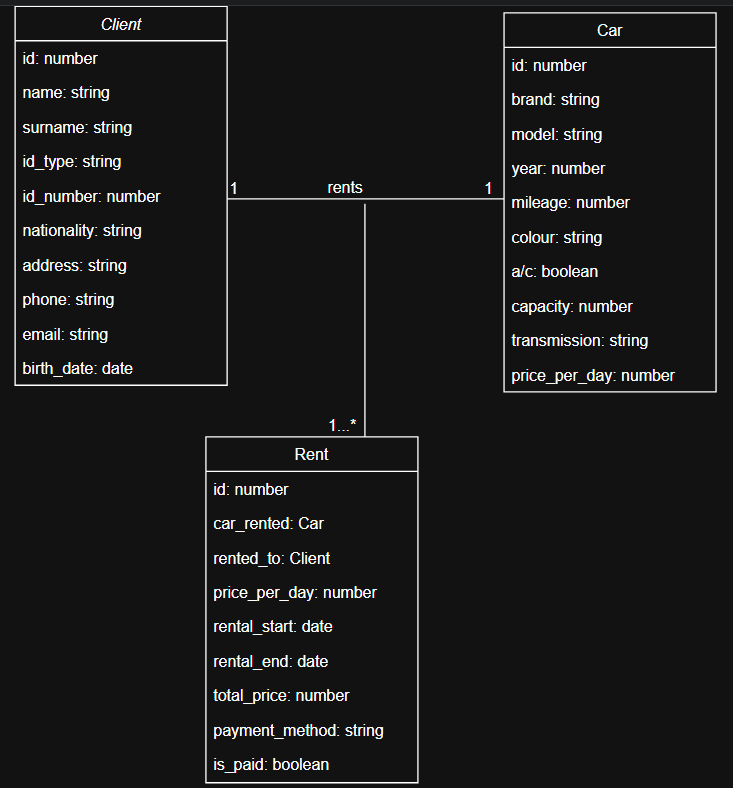 Client
id: number
name: string
surname: string
id_type: string
id_number: number
nationality: string
address: string
phone: string
email: string
birth_date: date
1
rents
1
Car
id: number
brand: string
model: string
year: number
mileage: number
colour: string
a/c: boolean
capacity: number
transmission: string
price_per_day: number
1...*
Rent
id: number
car_rented: Car
rented_to: Client
price_per_day: number
rental_start: date
rental_end: date
total_price: number
payment_method: string
is_paid: boolean